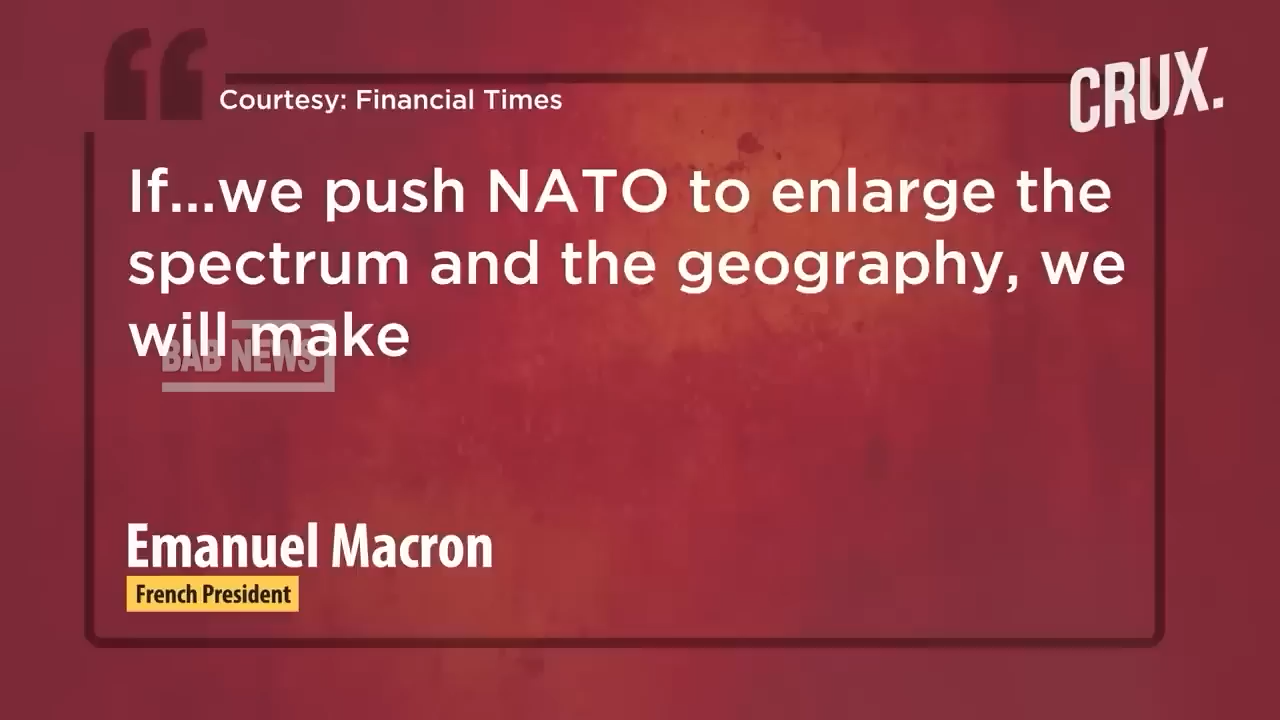 “
Courtesy: Financial Times
CRUX.
If...we push NATO to enlarge the
spectrum and the geography, we
will make
BAB NEWS
Emanuel Macron
French President